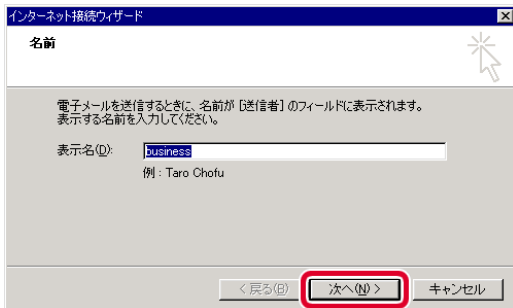 インターネット接続ウィザード
名前
電子メールを送信するときに、名前が [送信者] のフィールドに表示されます。
表示する名前を入力してください。
表示名(D): business
例 : Taro Chofu
< 戻る(B) 次へ(N) > キャンセル